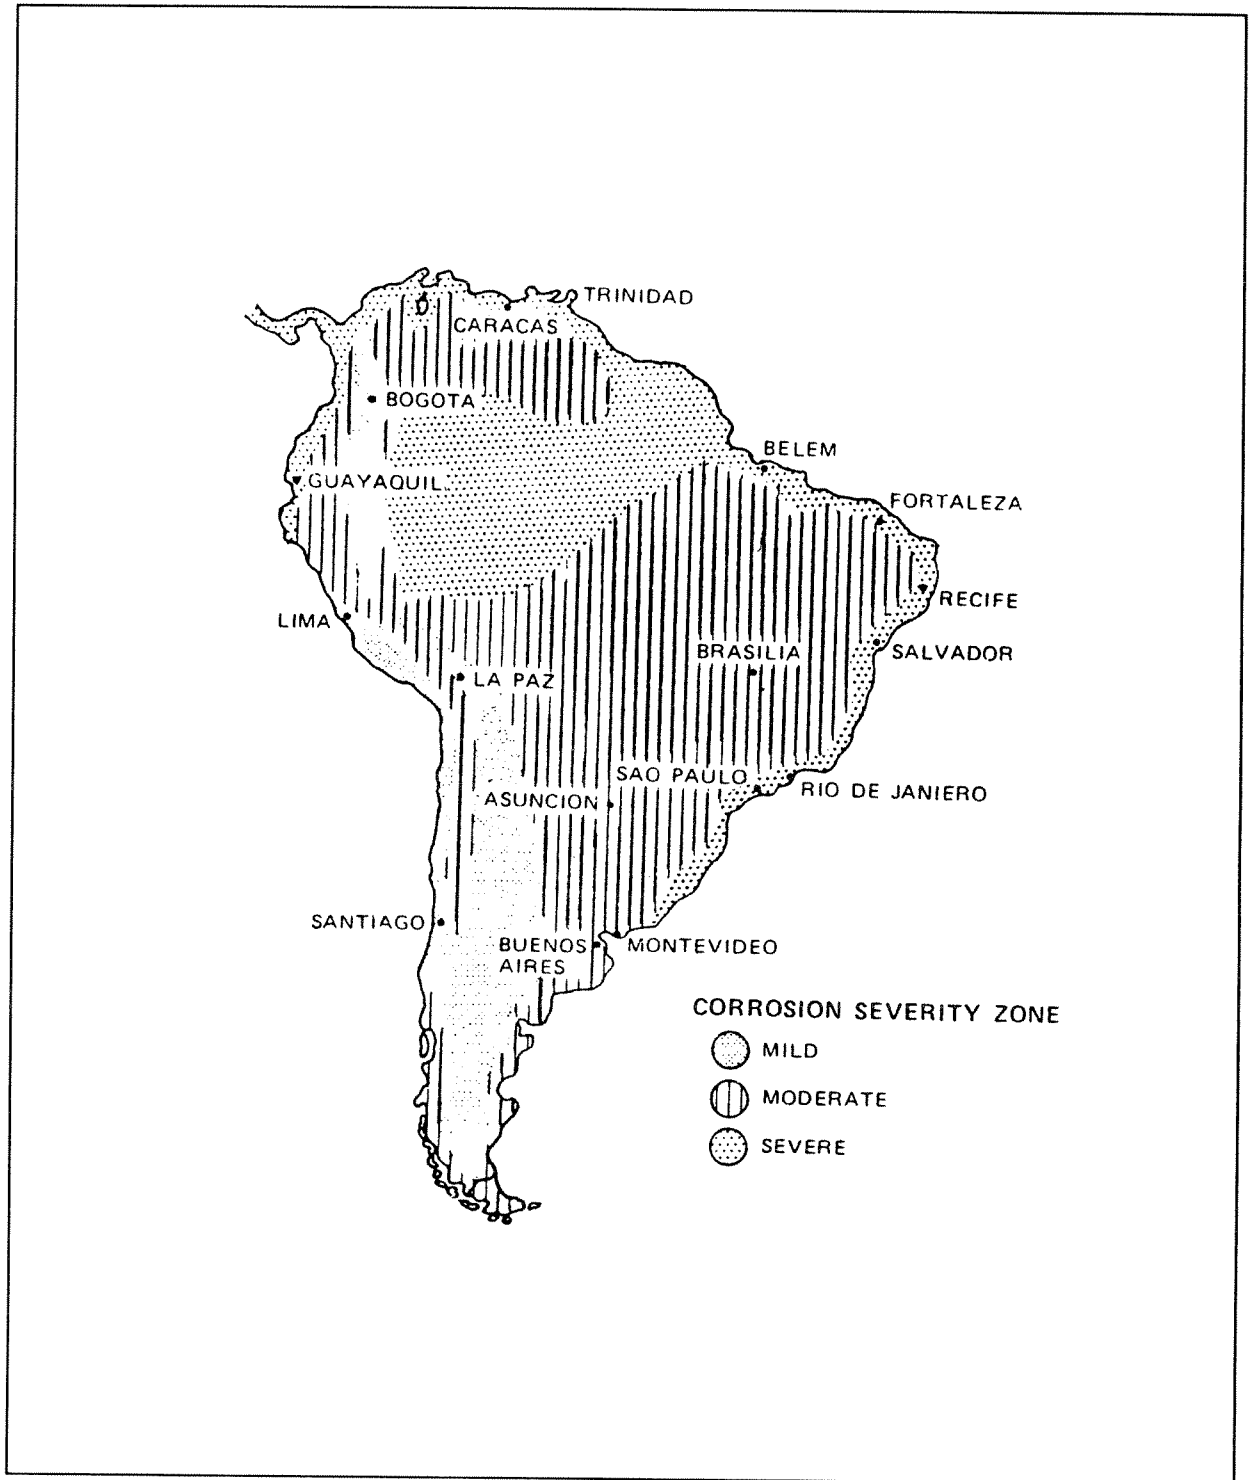 TRINIDAD
CARACAS
BOGOTA
BELEM
GUAYAQUIL
FORTALEZA
RECIFE
LIMA
BRASILIA
SALVADOR
LA PAZ
SAO PAULO
RIO DE JANIERO
ASUNCION
SANTIAGO
BUENOS
AIRES
MONTEVIDEO
CORROSION SEVERITY ZONE
MILD
MODERATE
SEVERE